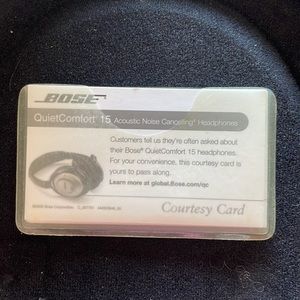 BOSE
QuietComfort® 15 Acoustic Noise Cancelling® Headphones
Customers tell us they're often asked about
their Bose® QuietComfort 15 headphones.
For your convenience, this courtesy card is
yours to pass along.
Learn more at global.Bose.com/qc
Bose Corporation
Courtesy Card